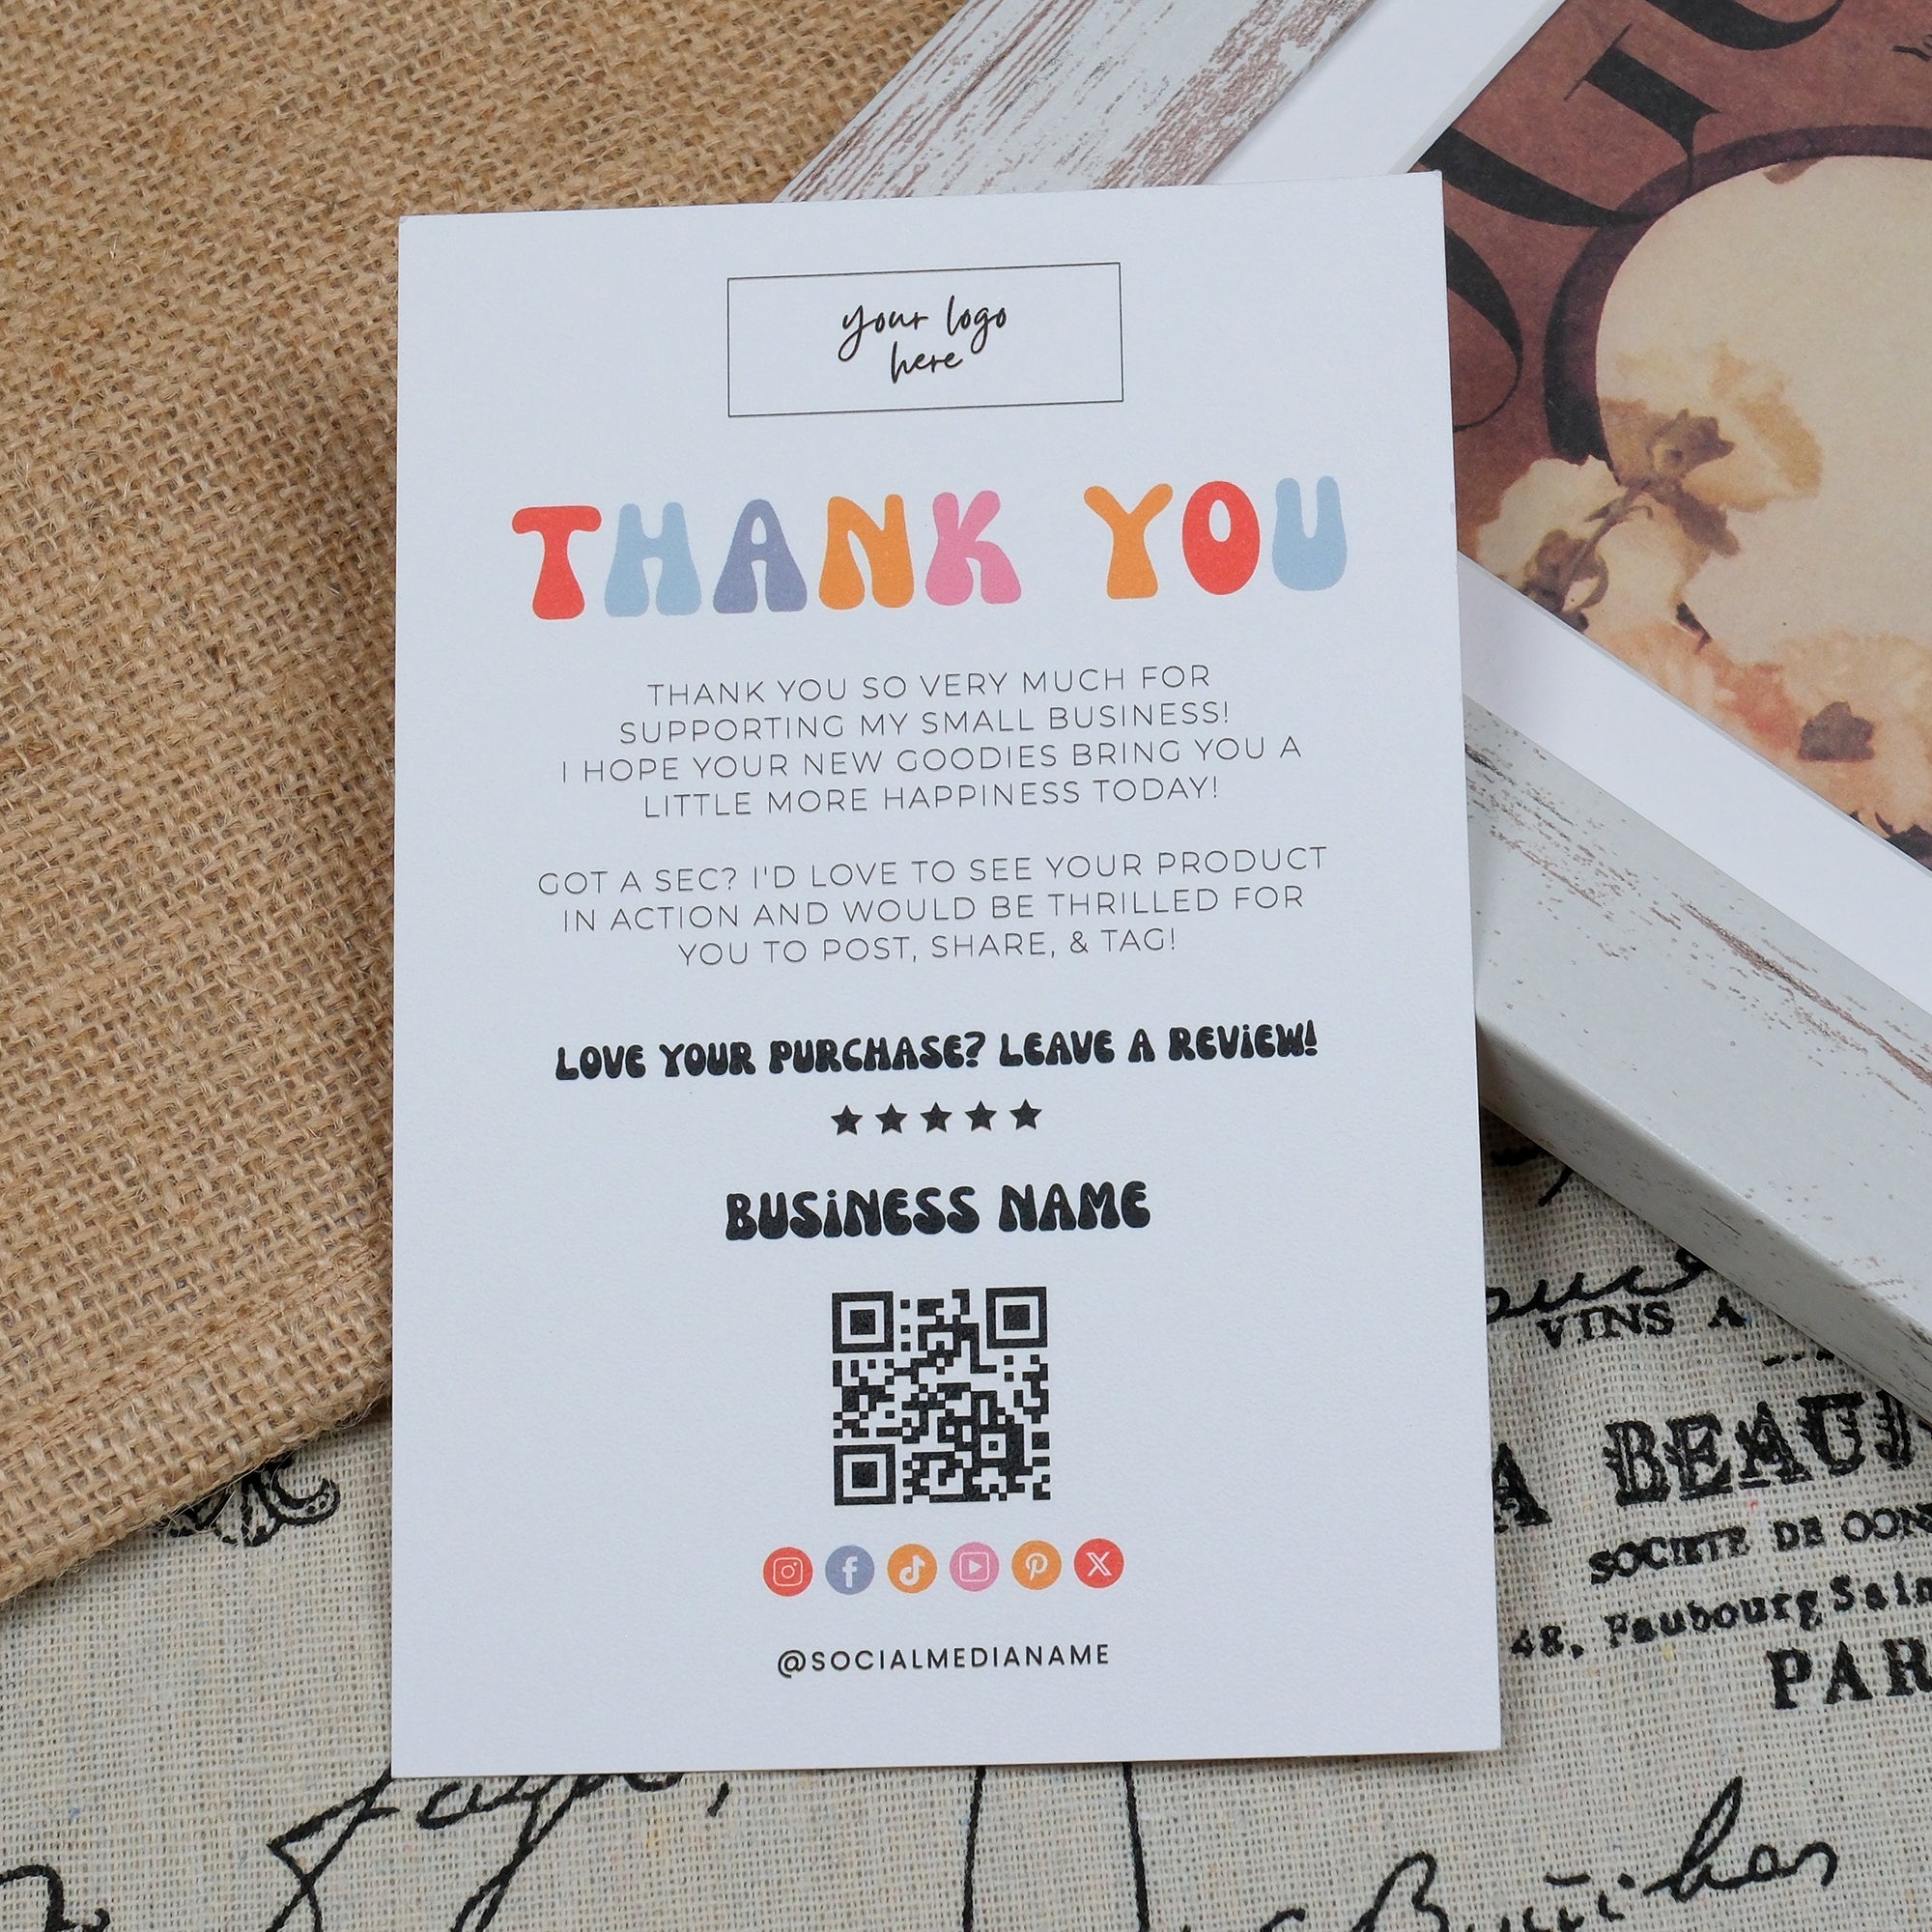 your logo
here
THANK YOU
THANK YOU SO VERY MUCH FOR
SUPPORTING MY SMALL BUSINESS!
I HOPE YOUR NEW GOODIES BRING YOU A
LITTLE MORE HAPPINESS TODAY!
GOT A SEC? I'D LOVE TO SEE YOUR PRODUCT
IN ACTION AND WOULD BE THRILLED FOR
YOU TO POST, SHARE, & TAG!
LOVE YOUR PURCHASE? LEAVE A REVIEW!
BUSINESS NAME
@SOCIALMEDIANAME
VINS A
BEAUJ
SOCIETE DE CON
48, Faubourg Sain
PAR